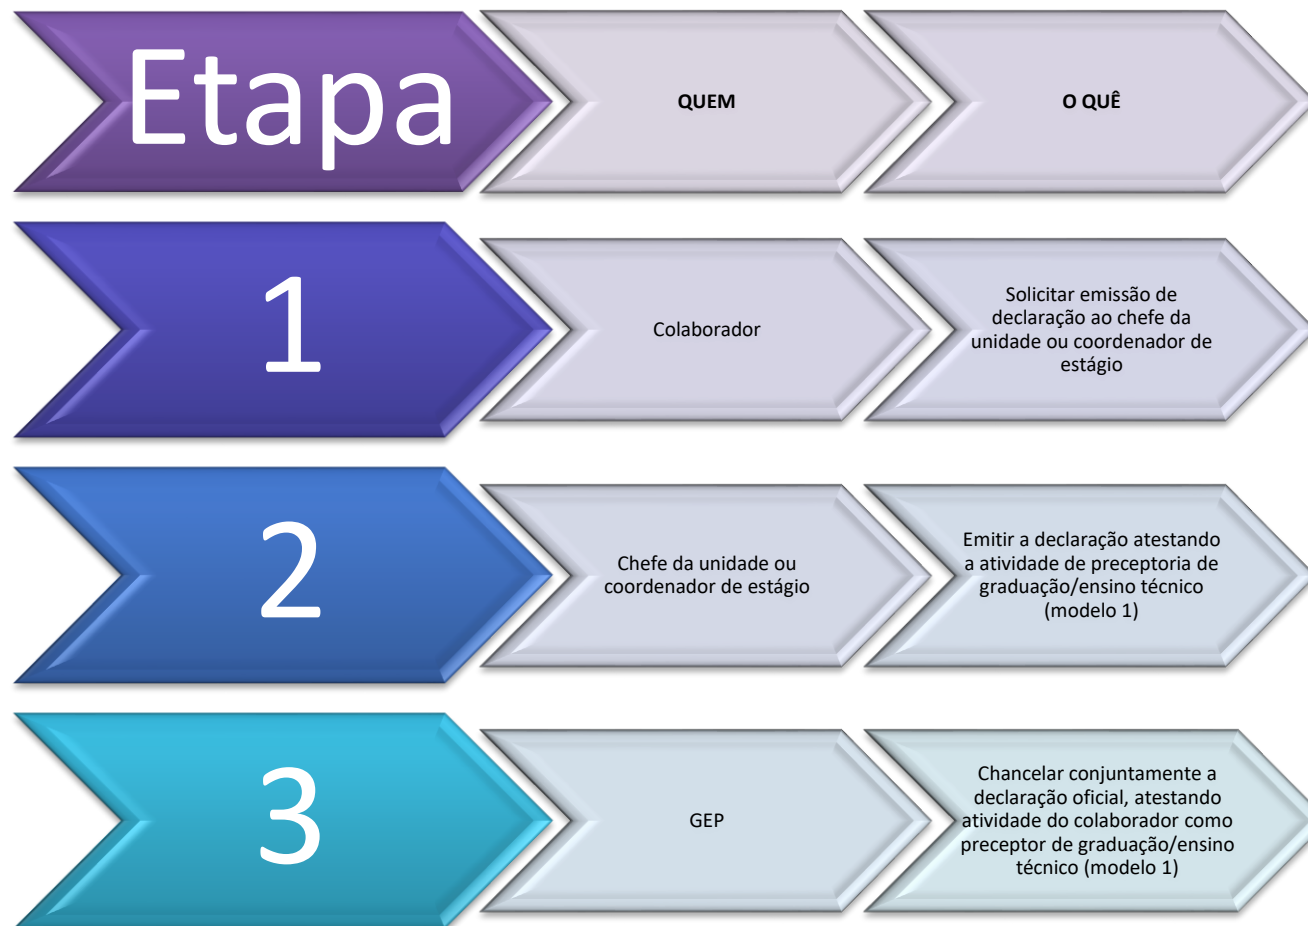 Etapa
QUEM
O QUÊ
1
Colaborador
Solicitar emissão de
declaração ao chefe da
unidade ou coordenador de
estágio
2
Chefe da unidade ou
coordenador de estágio
Emitir a declaração atestando
a atividade de preceptoria de
graduação/ensino técnico
(modelo 1)
3
GEP
Chancelar conjuntamente a
declaração oficial, atestando
atividade do colaborador como
preceptor de graduação/ensino
técnico (modelo 1)